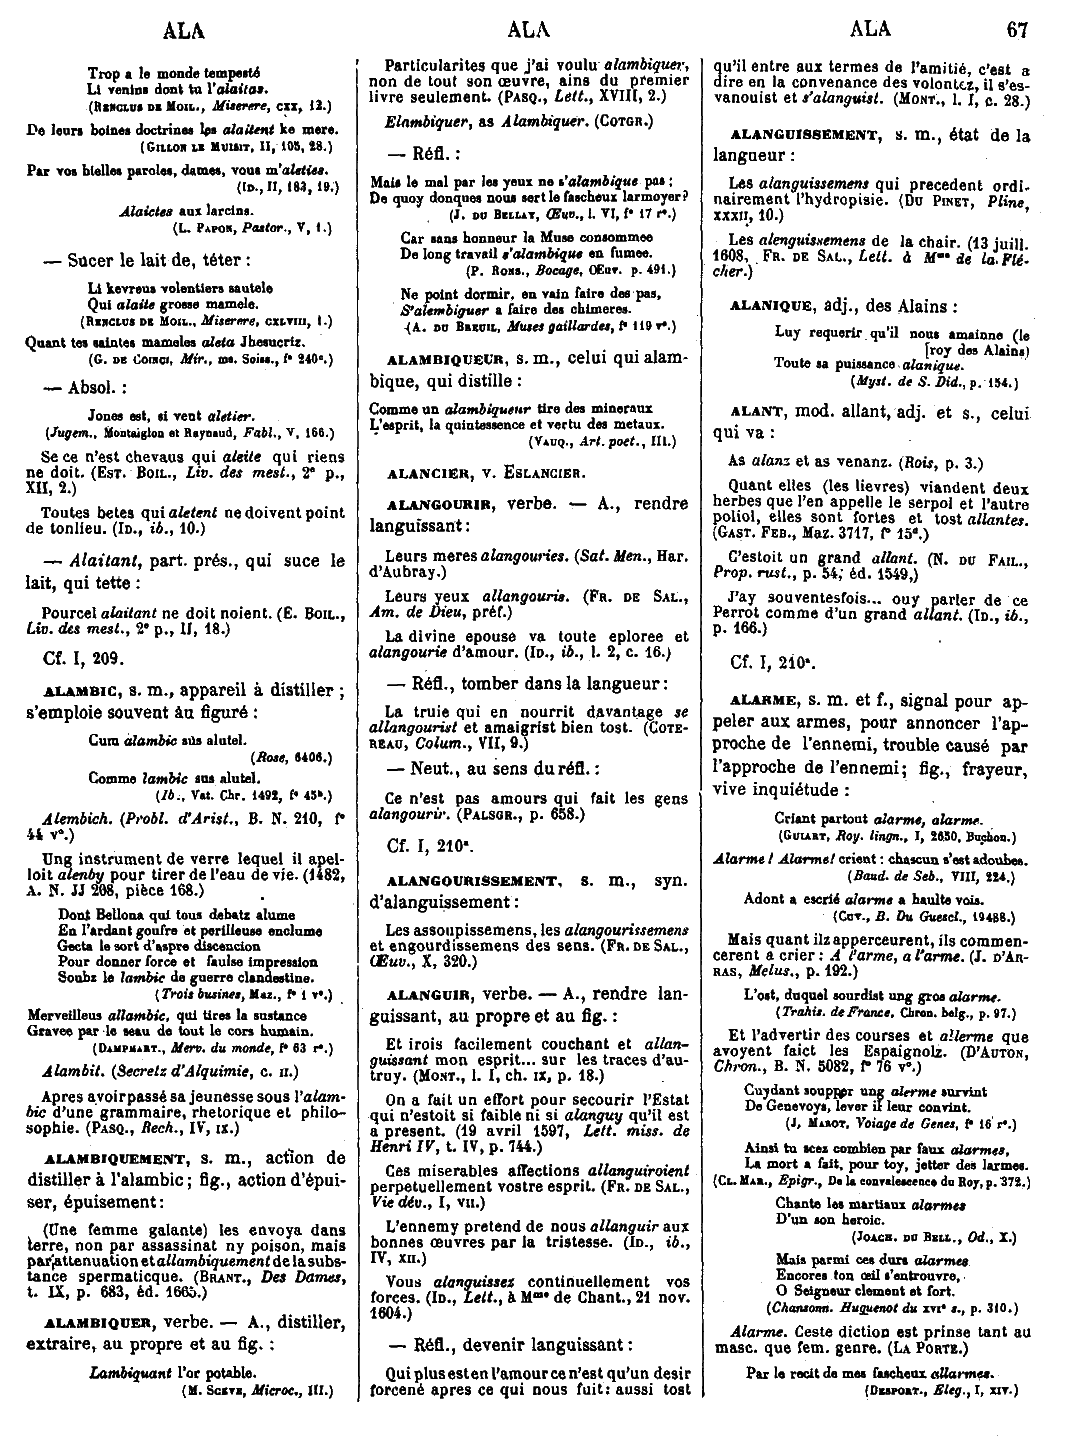 ALA
ALA
ALA 67
Trop a le monde tempesté
Li venins dont tu l'alaitas.
(RENCLUS DE MOIL., Miserere, CXX, 12.)
De leurs boines doctrines les alaitent ke mere.
(GILLON LE MUISIT, II, 105, 28.)
Par vos bielles paroles, dames, vous m'aleties.
(ID., II, 183, 19.)
Alaictes aux larcins.
(L. PAPON, Pastor., V, 1.)
— Sucer le lait de, téter :
Li kevreus volentiers sautele
Qui alaite grosse mamele.
(RENCLUS DE MOIL., Miserere, CXLVIII, 1.)
Quant tes saintes mameles aleta Jhesucriz.
(G. DE COINCI, Mir., ms. Soiss., f° 240a.)
— Absol. :
Jones est, si veut aletier.
(Jugem., Montaiglon et Raynaud, Fabl., V, 166.)
Se ce n'est chevaus qui aleite qui riens
ne doit. (EST. BOIL., Liv. des mest., 2e p.,
XII, 2.)
Toutes betes qui aletent ne doivent point
de tonlieu. (ID., ib., 10.)
— Alaitant, part. prés., qui suce le
lait, qui tette :
Pourcel alaitant ne doit noient. (E. BOIL.,
Liv. des mest., 2e p., II, 18.)
Cf. I, 209.
ALAMBIC, s. m., appareil à distiller ;
s'emploie souvent au figuré :
Cum alambic sus alutel.
(Rose, 6406.)
Comme lambic sus alutel.
(Ib., Vat. Chr. 1492, f° 45b.)
Alembich. (Probl. d'Arist., B. N. 210, f°
44 v°.)
Ung instrument de verre lequel il apel-
loit alenby pour tirer de l'eau de vie. (1482,
A. N. JJ 208, pièce 168.)
Dont Bellona qui tous debatz alume
En l'ardant goufre et perilleuse enclume
Gecta le sort d'aspre discencion
Pour donner force et faulse impression
Soubz le lambic de guerre clandestine.
(Trois busines, Maz., f° 1 v°.)
Merveilleus allambic, qui tires la sustance
Gravee par le seau de tout le cors humain.
(DAMPMART., Merv. du monde, f° 63 r°.)
Alambit. (Secretz d'Alquimie, c. II.)
Apres avoir passé sa jeunesse sous l'alam-
bic d'une grammaire, rhetorique et philo-
sophie. (PASQ., Rech., IV, IX.)
ALAMBIQUEMENT, s. m., action de
distiller à l'alambic ; fig., action d'épui-
ser, épuisement :
(Une femme galante) les envoya dans
terre, non par assassinat ny poison, mais
par attenuation et allambiquement de la subs-
tance spermaticque. (BRANT., Des Dames,
t. IX, p. 683, éd. 1665.)
ALAMBIQUER, verbe. — A., distiller,
extraire, au propre et au fig. :
Lambiquant l'or potable.
(M. SCEVE, Microc., III.)
Particularites que j'ai voulu alambiquer,
non de tout son œuvre, ains du premier
livre seulement. (PASQ., Lett., XVIII, 2.)
Elambiquer, as Alambiquer. (COTGR.)
— Réfl. :
Mais le mal par les yeux ne s'alambique pas ;
De quoy donques nous sert le fascheux larmoyer ?
(J. DU BELLAY, Œuv., l. VI, f° 17 r°.)
Car sans honneur la Muse consommee
De long travail s'alambique en fumee.
(P. RONS., Bocage, Œuv. p. 491.)
Ne point dormir, en vain faire des pas,
S'alembiguer a faire des chimeres.
(A. DU BREUIL, Muses gaillardes, f° 119 r°.)
ALAMBIQUEUR, s. m., celui qui alam-
bique, qui distille :
Comme un alambiqueur tire des mineraux
L'esprit, la quintessence et vertu des metaux.
(VAUQ., Art. poet., III.)
ALANCIER, v. ESLANCIER.
ALANGOURIR, verbe. — A., rendre
languissant :
Leurs meres alangouries. (Sat. Men., Har.
d'Aubray.)
Leurs yeux allangouris. (FR. DE SAL.,
Am. de Dieu, préf.)
La divine epouse va toute eploree et
alangourie d'amour. (ID., ib., l. 2, c. 16.)
— Réfl., tomber dans la langueur :
La truie qui en nourrit davantage se
allangourist et amaigrist bien tost. (COTE-
REAU, Colum., VII, 9.)
— Neut., au sens du réfl. :
Ce n'est pas amours qui fait les gens
alangourir. (PALSGR., p. 658.)
Cf. I, 210a.
ALANGOURISSEMENT, s. m., syn.
d'alanguissement :
Les assoupissemens, les alangourissemens
et engourdissemens des sens. (FR. DE SAL.,
Œuv., X, 320.)
ALANGUIR, verbe. — A., rendre lan-
guissant, au propre et au fig. :
Et irois facilement couchant et allan-
guissant mon esprit... sur les traces d'au-
truy. (MONT., l. I, ch. IX, p. 18.)
On a fait un effort pour secourir l'Estat
qui n'estoit si faible ni si alanguy qu'il est
a present. (19 avril 1597, Lett. miss. de
Henri IV, t. IV, p. 744.)
Ces miserables affections allanguiroient
perpetuellement vostre esprit. (FR. DE SAL.,
Vie dév., I, VII.)
L'ennemy pretend de nous allanguir aux
bonnes œuvres par la tristesse. (ID., ib.,
IV, XII.)
Vous alanguissez continuellement vos
forces. (ID., Lett., à Mme de Chant., 21 nov.
1604.)
— Réfl., devenir languissant :
Qui plus est en l'amour ce n'est qu'un desir
forcené apres ce qui nous fuit : aussi tost
qu'il entre aux termes de l'amitié, c'est a
dire en la convenance des volontez, il s'es-
vanouist et s'alanguist. (MONT., l. I, c. 28.)
ALANGUISSEMENT, s. m., état de la
langueur :
Les alanguissemens qui precedent ordi-
nairement l'hydropisie. (DU PINET, Pline,
XXXII, 10.)
Les alenguissemens de la chair. (13 juill.
1608, FR. DE SAL., Lett. à Mme de la Flé-
cher.)
ALANIQUE, adj., des Alains :
Luy requerir qu'il nous amainne (le
[roy des Alains)
Toute sa puissance alanique.
(Myst. de S. Did., p. 154.)
ALANT, mod. allant, adj. et s., celui
qui va :
As alanz et as venanz. (Rois, p. 3.)
Quant elles (les lievres) viandent deux
herbes que l'en appelle le serpol et l'autre
poliol, elles sont fortes et tost allantes.
(GAST. FEB., Maz. 3717, f° 15d.)
C'estoit un grand allant. (N. DU FAIL.,
Prop. rust., p. 54, éd. 1549,)
J'ay souventesfois... ouy parler de ce
Perrot comme d'un grand allant. (ID., ib.,
p. 166.)
Cf. I, 210a.
ALARME, s. m. et f., signal pour ap-
peler aux armes, pour annoncer l'ap-
proche de l'ennemi, trouble causé par
l'approche de l'ennemi ; fig., frayeur,
vive inquiétude :
Criant partout alarme, alarme.
(GUIART, Roy. lingn., I, 2650, Buchon.)
Alarme ! Alarme ! crient : chascun s'est adoubes.
(Baud. de Seb., VIII, 224.)
Adont a escrié alarme a haulte vois.
(CUV., B. Du Guescl., 19488.)
Mais quant ilz apperceurent, ils commen-
cerent a crier : A l'arme, a l'arme. (J. D'AR-
RAS, Melus., p. 192.)
L'ost, duquel sourdist ung gros alarme.
(Trahis. de France, Chron. belg., p. 97.)
Et l'advertir des courses et allerme que
avoyent faict les Espaignolz. (D'AUTON,
Chron., B. N. 5082, f° 76 v°.)
Cuydant soupper ung alerme survint
De Genevoys, lever il leur convint.
(J. MAROT, Voiage de Genes, f° 16 r°.)
Ainsi tu scez combien par faux alarmes,
La mort a fait, pour toy, jetter des larmes.
(CL. MAR., Epigr., De la convalescence du Roy, p. 372.)
Chante les martiaux alarmes
D'un son heroic.
(JOACH. DU BELL., Od., X.)
Mais parmi ces durs alarmes
Encores ton œil s'entrouvre,
O Seigneur clement et fort.
(Chansonn. Huguenot du XVIe s., p. 310.)
Alarme. Ceste diction est prinse tant au
masc. que fem. genre. (LA PORTE.)
Par le recit de mes fascheux allarmes.
(DESPORT., Eleg., I, XIV.)